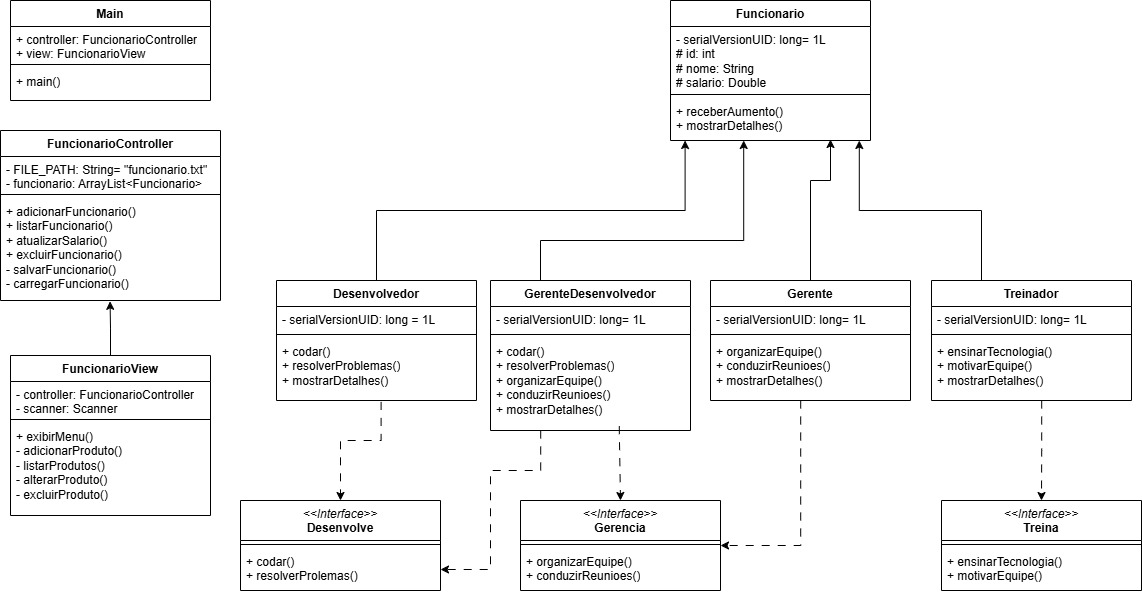 Main
+ controller: FuncionarioController
+ view: FuncionarioView
+ main()
FuncionarioController
- FILE_PATH: String= "funcionario.txt"
- funcionario: ArrayList<Funcionario>
+ adicionarFuncionario()
+ listarFuncionario()
+ atualizarSalario()
+ excluirFuncionario()
- salvarFuncionario()
- carregarFuncionario()
FuncionarioView
- controller: FuncionarioController
- scanner: Scanner
+ exibirMenu()
- adicionarProduto()
- listarProdutos()
- alterarProduto()
- excluirProduto()
Funcionario
- serialVersionUID: long= 1L
# id: int
# nome: String
# salario: Double
+ receberAumento()
+ mostrarDetalhes()
Desenvolvedor
- serialVersionUID: long = 1L
+ codar()
+ resolverProblemas()
+ mostrarDetalhes()
GerenteDesenvolvedor
- serialVersionUID: long= 1L
+ codar()
+ resolverProblemas()
+ organizarEquipe()
+ conduzirReunioes()
+ mostrarDetalhes()
Gerente
- serialVersionUID: long= 1L
+ organizarEquipe()
+ conduzirReunioes()
+ mostrarDetalhes()
Treinador
- serialVersionUID: long= 1L
+ ensinarTecnologia()
+ motivarEquipe()
+ mostrarDetalhes()
<<Interface>>
Desenvolve
+ codar()
+ resolverProlemas()
<<Interface>>
Gerencia
+ organizarEquipe()
+ conduzirReunioes()
<<Interface>>
Treina
+ ensinarTecnologia()
+ motivarEquipe()